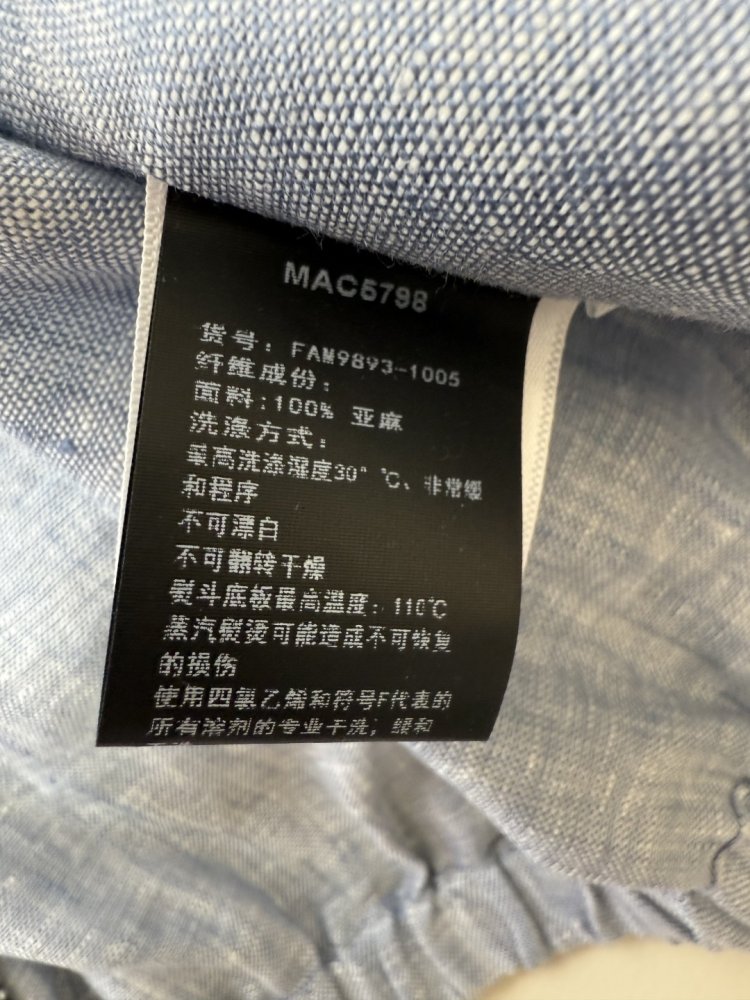 MAC5798
货号: FAM9893-1005
纤维成份:
面料:100% 亚麻
洗涤方式:
最高洗涤湿度30°℃、非常缓
和程序
不可漂白
不可翻转干燥
熨斗底板最高温度: 110℃
蒸汽熨烫可能造成不可恢复
的损伤
使用四氯乙烯和符号F代表的
所有溶剂的专业干洗, 缓和